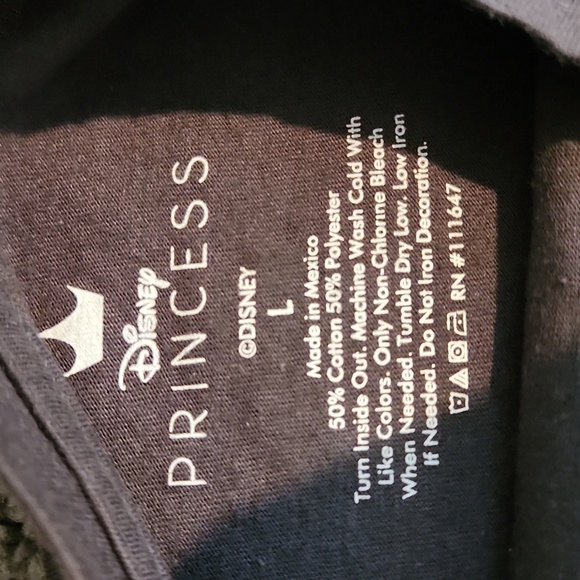 Disney
PRINCESS
©DISNEY
L
Made in Mexico
50% Cotton 50% Polyester
Turn Inside Out. Machine Wash Cold With
Like Colors. Only Non-Chlorine Bleach
When Needed. Tumble Dry Low. Low Iron
If Needed. Do Not Iron Decoration.
RN #111647